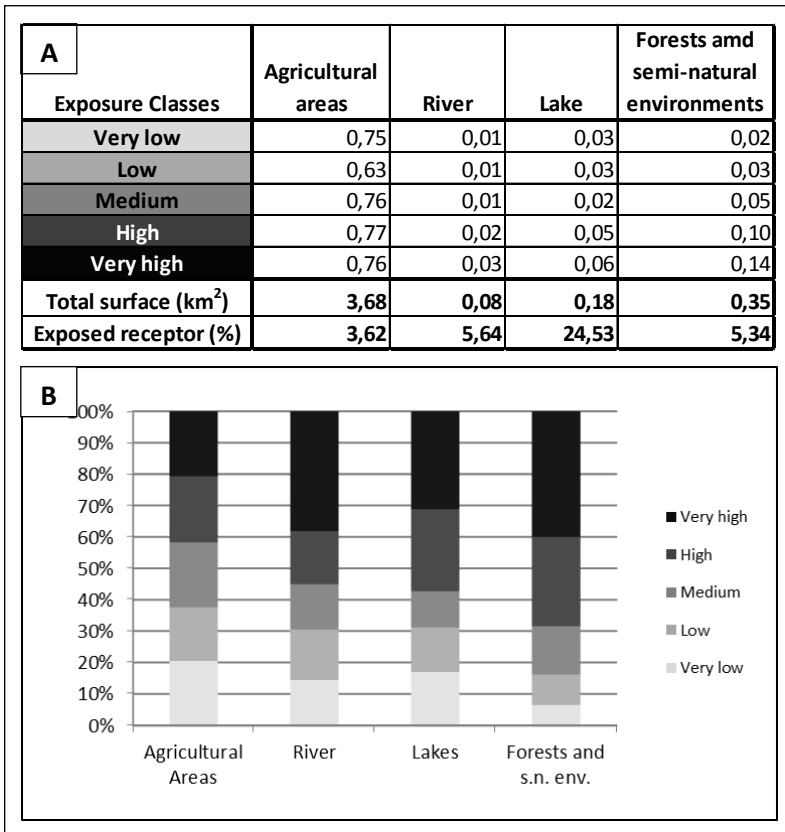 A
Exposure Classes Agricultural areas River Lake Forests amd semi-natural environments
Very low 0,75 0,01 0,03 0,02
Low 0,63 0,01 0,03 0,03
Medium 0,76 0,01 0,02 0,05
High 0,77 0,02 0,05 0,10
Very high 0,76 0,03 0,06 0,14
Total surface (km²) 3,68 0,08 0,18 0,35
Exposed receptor (%) 3,62 5,64 24,53 5,34
B
100%
90%
80%
70%
60%
50%
40%
30%
20%
10%
0%
Agricultural Areas
River
Lakes
Forests and s.n. env.
Very high
High
Medium
Low
Very low